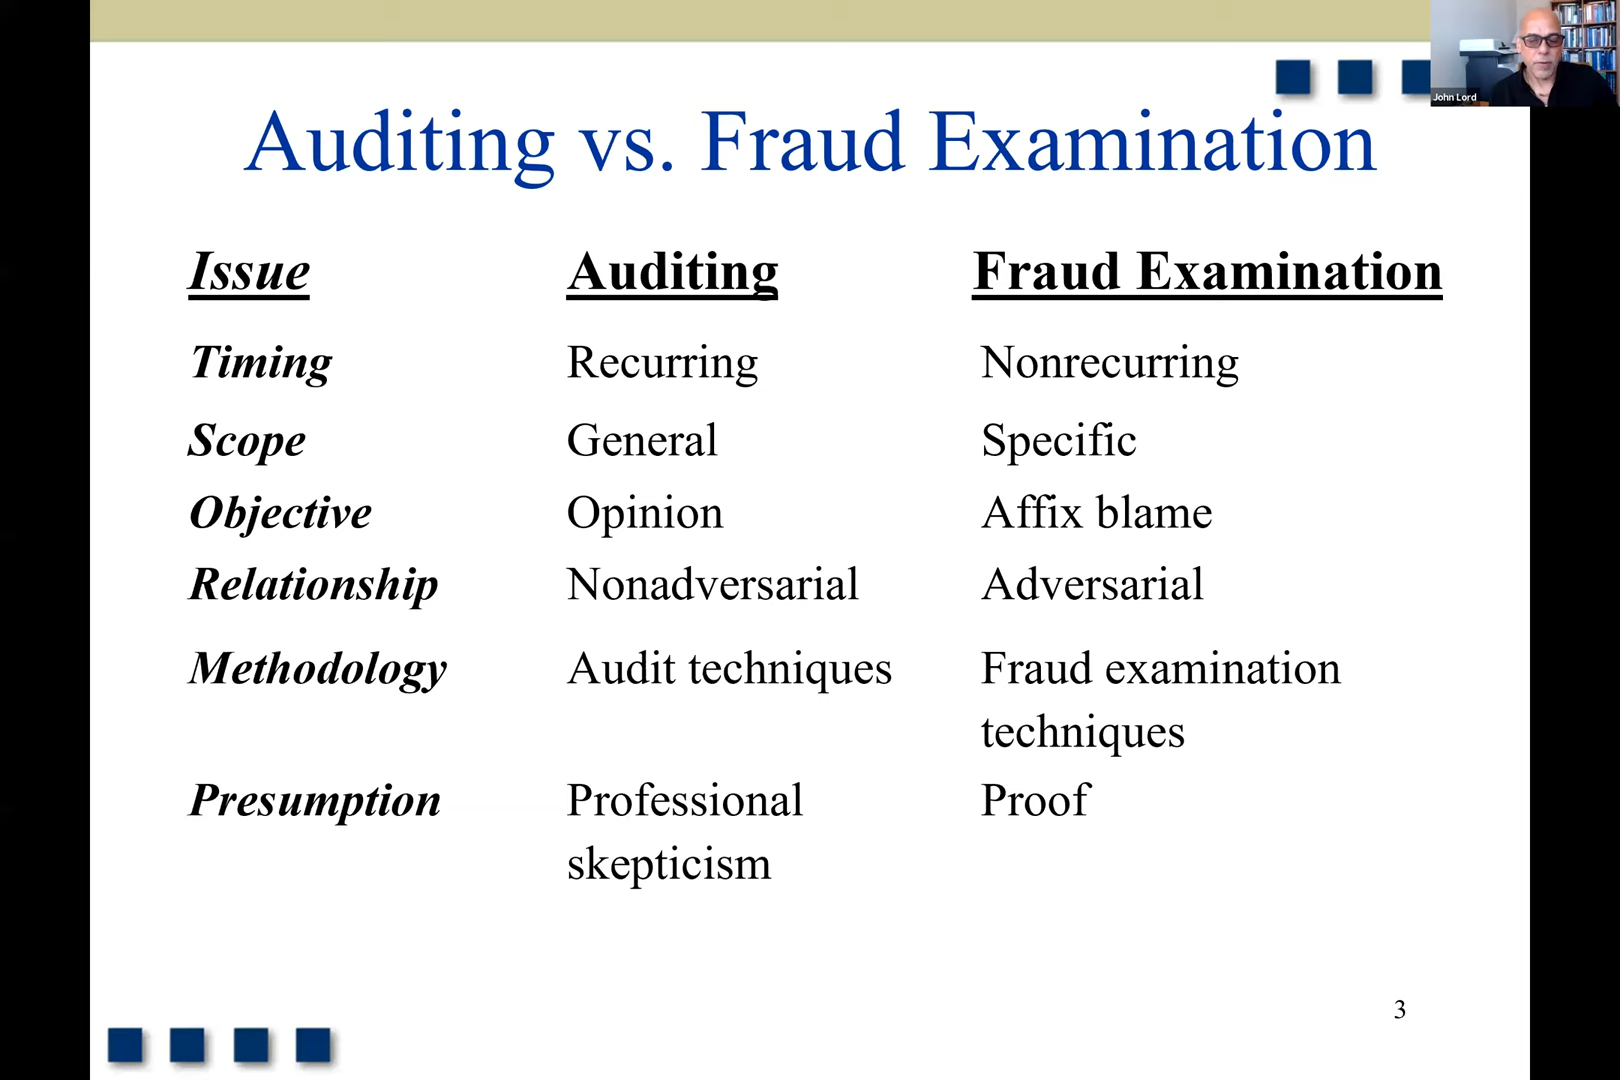 John Lord
Auditing vs. Fraud Examination
Issue Auditing Fraud Examination
Timing Recurring Nonrecurring
Scope General Specific
Objective Opinion Affix blame
Relationship Nonadversarial Adversarial
Methodology Audit techniques Fraud examination
techniques
Presumption Professional Proof
skepticism
3